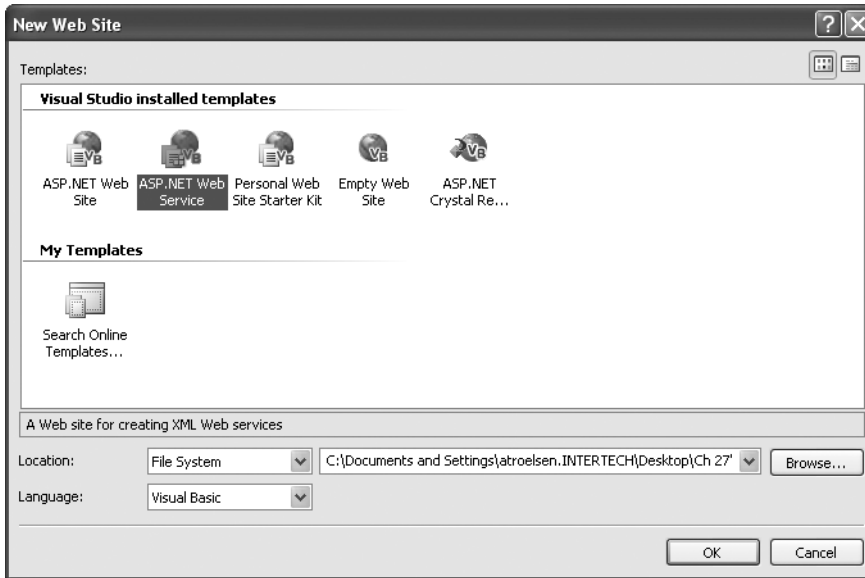 New Web Site
Templates:
Visual Studio installed templates
ASP.NET Web Site
ASP.NET Web Service
Personal Web Site Starter Kit
Empty Web Site
ASP.NET Crystal Re...
My Templates
Search Online Templates...
A Web site for creating XML Web services
Location:
File System
C:\Documents and Settings\atroelsen.INTERTECH\Desktop\Ch 27'
Browse...
Language:
Visual Basic
OK
Cancel